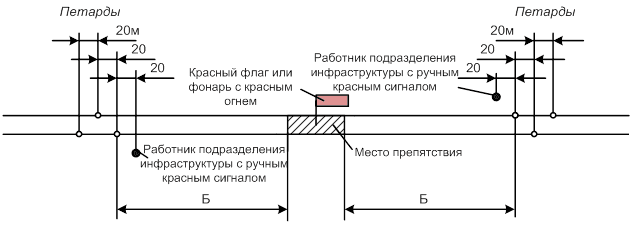 Петарды
Петарды
20м
20
20
20м
20
20
Красный флаг или
фонарь с красным
огнем
Работник подразделения
инфраструктуры с ручным
красным сигналом
Работник подразделения
инфраструктуры с ручным
красным сигналом
Место препятствия
Б
Б